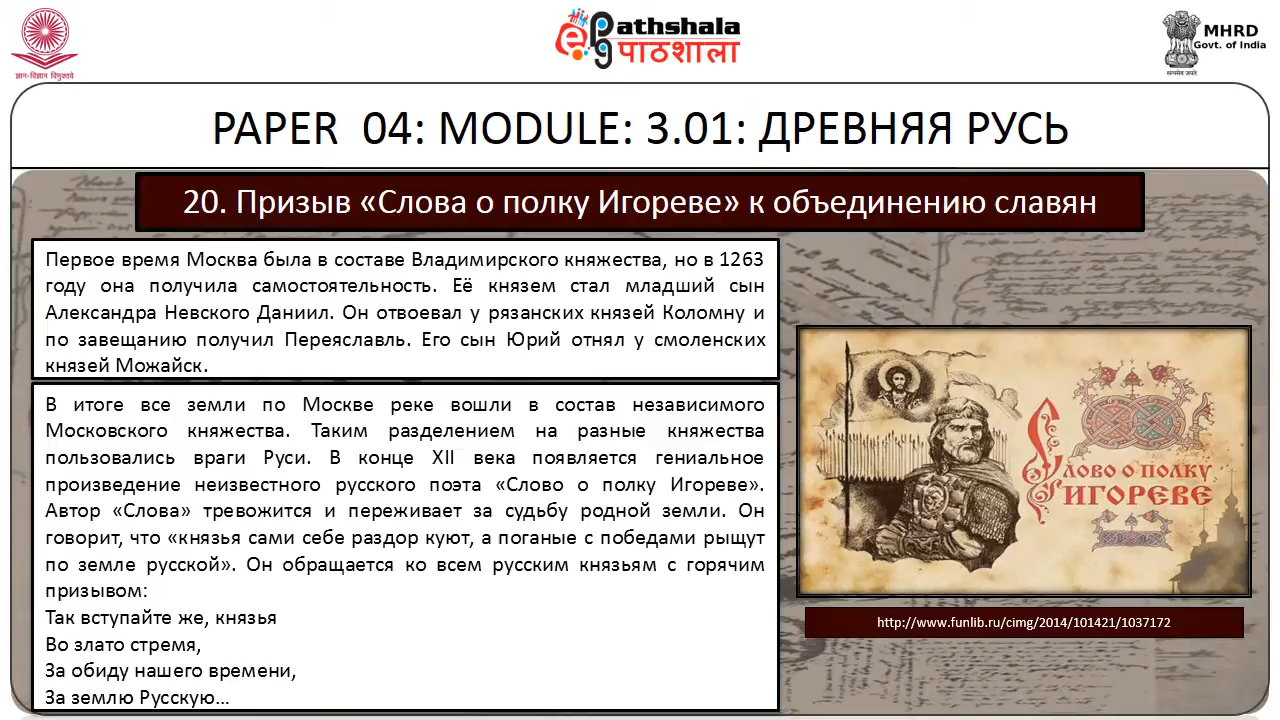 ज्ञान-विज्ञान विमुक्तये
ePathshala
पाठशाला
MHRD
Govt. of India
सत्यमेव जयते
PAPER 04: MODULE: 3.01: ДРЕВНЯЯ РУСЬ
20. Призыв «Слова о полку Игореве» к объединению славян
Первое время Москва была в составе Владимирского княжества, но в 1263
году она получила самостоятельность. Её князем стал младший сын
Александра Невского Даниил. Он отвоевал у рязанских князей Коломну и
по завещанию получил Переяславль. Его сын Юрий отнял у смоленских
князей Можайск.
В итоге все земли по Москве реке вошли в состав независимого
Московского княжества. Таким разделением на разные княжества
пользовались враги Руси. В конце XII века появляется гениальное
произведение неизвестного русского поэта «Слово о полку Игореве».
Автор «Слова» тревожится и переживает за судьбу родной земли. Он
говорит, что «князья сами себе раздор куют, а поганые с победами рыщут
по земле русской». Он обращается ко всем русским князьям с горячим
призывом:
Так вступайте же, князья
Во злато стремя,
За обиду нашего времени,
За землю Русскую…
СЛОВО О ПОЛКУ
ИГОРЕВЕ
http://www.funlib.ru/cimg/2014/101421/1037172